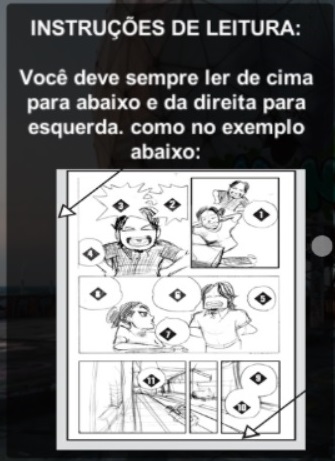 INSTRUÇÕES DE LEITURA:
Você deve sempre ler de cima
para abaixo e da direita para
esquerda. como no exemplo
abaixo:
3 2 1
4
8 6 5
7
11 9
10